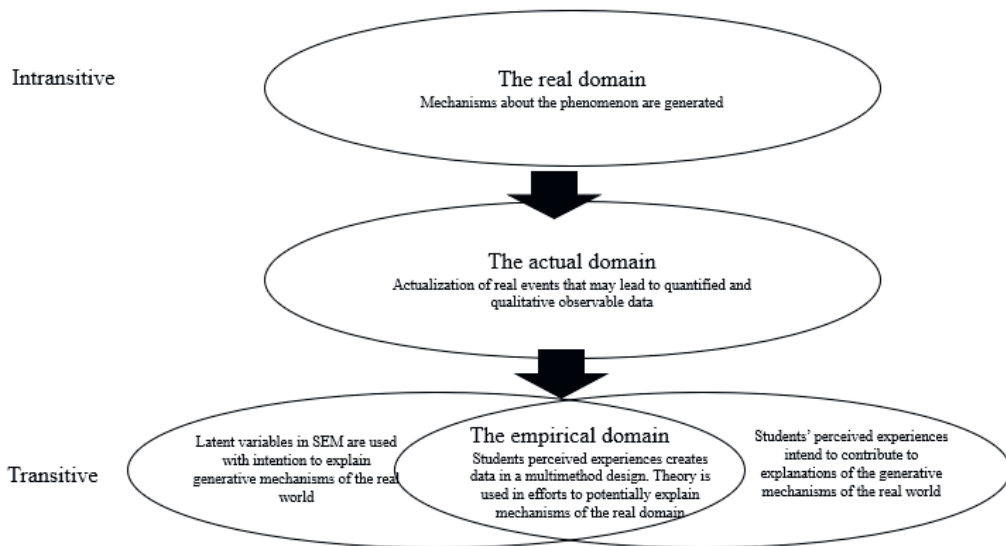 Intransitive
The real domain
Mechanisms about the phenomenon are generated
The actual domain
Actualization of real events that may lead to quantified and
qualitative observable data
Transitive
Latent variables in SEM are used
with intention to explain
generative mechanisms of the real
world
The empirical domain
Students perceived experiences creates
data in a multimethod design. Theory is
used in efforts to potentially explain
mechanisms of the real domain
Students’ perceived experiences
intend to contribute to
explanations of the generative
mechanisms of the real world